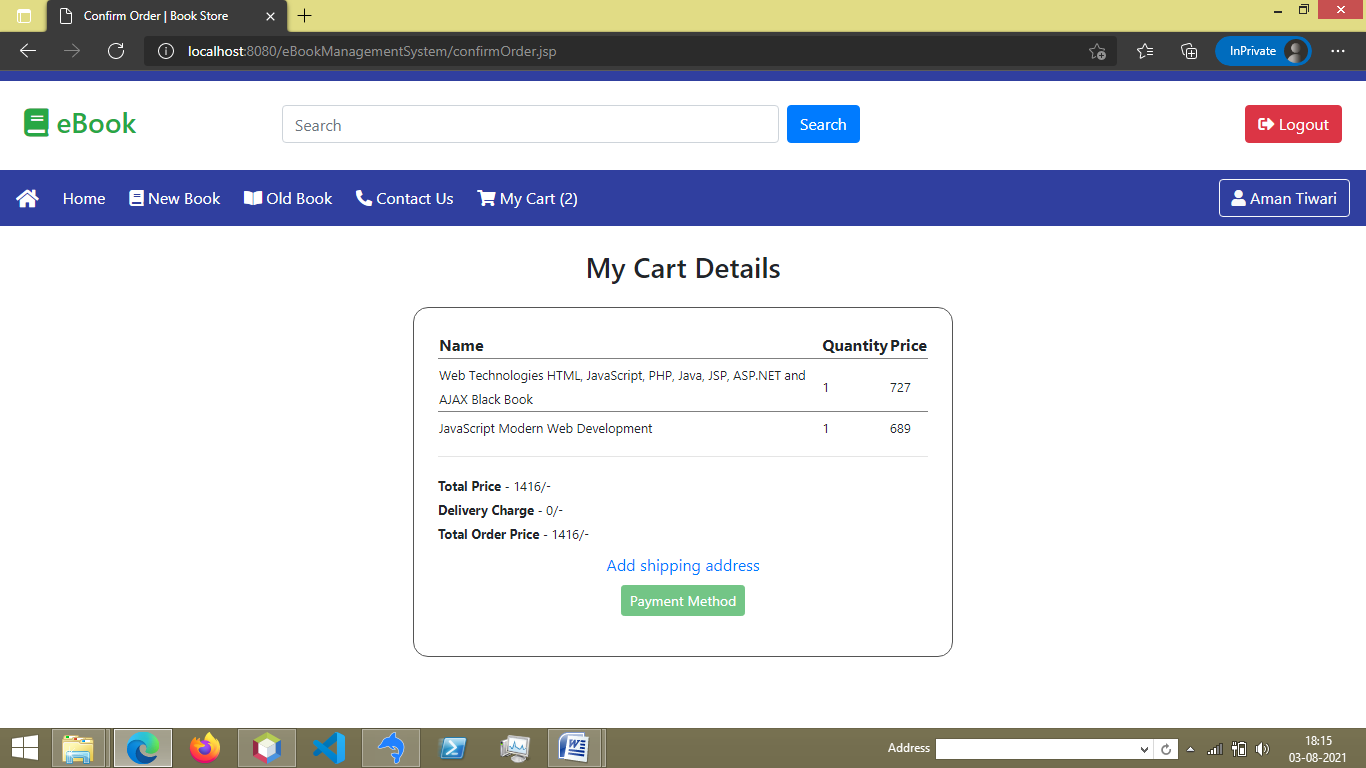 Confirm Order | Book Store
localhost:8080/eBookManagementSystem/confirmOrder.jsp
InPrivate
eBook
Search
Search
Logout
Home
New Book
Old Book
Contact Us
My Cart (2)
Aman Tiwari
My Cart Details
Name Quantity Price
Web Technologies HTML, JavaScript, PHP, Java, JSP, ASP.NET and
AJAX Black Book
1 727
JavaScript Modern Web Development 1 689
Total Price - 1416/-
Delivery Charge - 0/-
Total Order Price - 1416/-
Add shipping address
Payment Method
Address
18:15
03-08-2021